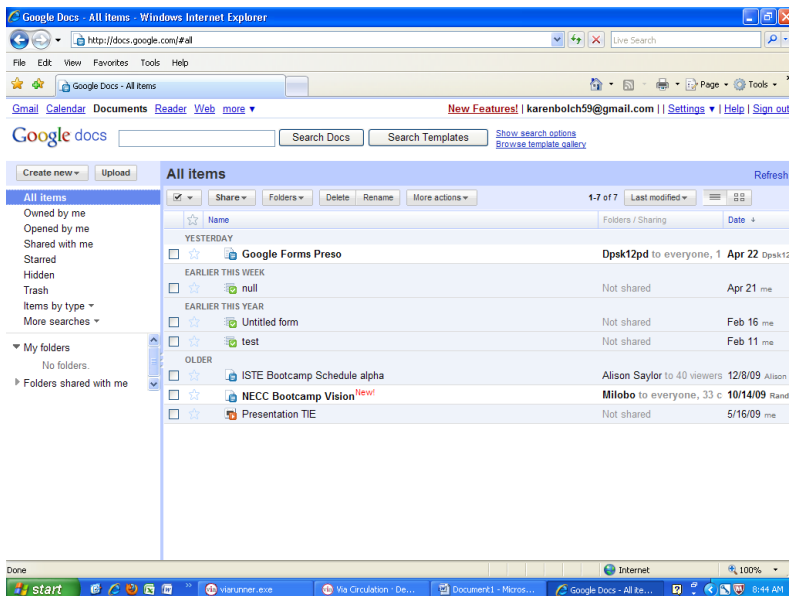 Google Docs - All items - Windows Internet Explorer
http://docs.google.com/#all
Live Search
File Edit View Favorites Tools Help
Google Docs - All items
Page Tools
Gmail Calendar Documents Reader Web more ▼
New Features! | karenbolch59@gmail.com | | Settings ▼ | Help | Sign out
Google docs
Search Docs
Search Templates
Show search options
Browse template gallery
Create new
Upload
All items
Refresh
All items
Owned by me
Opened by me
Shared with me
Starred
Hidden
Trash
Items by type
More searches
My folders
No folders.
Folders shared with me
Share Folders Delete Rename More actions
1-7 of 7 Last modified
Name Folders / Sharing Date
YESTERDAY
Google Forms Preso Dpsk12pd to everyone, 1 Apr 22 Dpsk12
EARLIER THIS WEEK
null Not shared Apr 21 me
EARLIER THIS YEAR
Untitled form Not shared Feb 16 me
test Not shared Feb 11 me
OLDER
ISTE Bootcamp Schedule alpha Alison Saylor to 40 viewers 12/8/09 Alison
NECC Bootcamp Vision New! Milobo to everyone, 33 c 10/14/09 Rand
Presentation TIE Not shared 5/16/09 me
Done Internet 100%
start viarunner.exe Via Circulation - De... Document1 - Micros... Google Docs - All ite... 8:44 AM